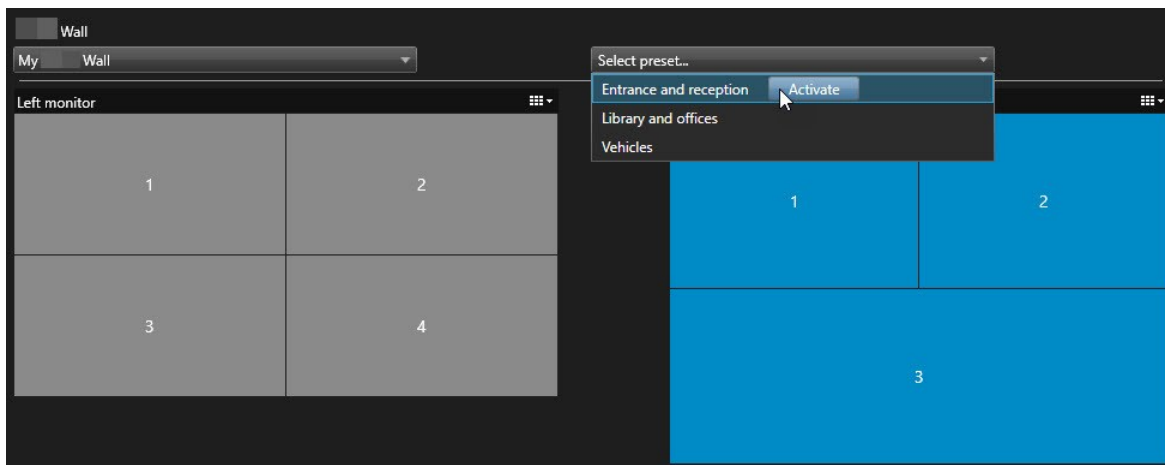 Wall
My Wall
Select preset...
Entrance and reception Activate
Library and offices
Vehicles
Left monitor
1 2
3 4
1 2
3